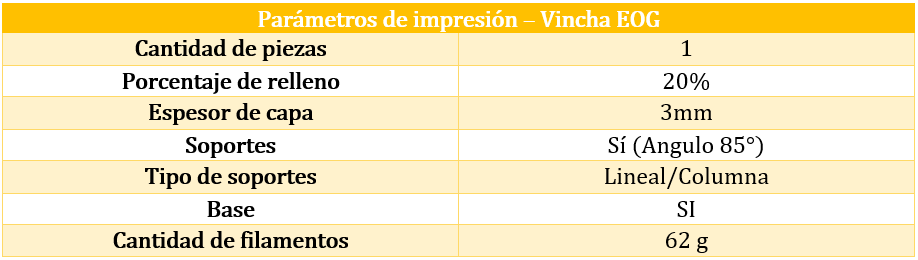 Parámetros de impresión – Vincha EOG
Cantidad de piezas 1
Porcentaje de relleno 20%
Espesor de capa 3mm
Soportes Sí (Angulo 85°)
Tipo de soportes Lineal/Columna
Base SI
Cantidad de filamentos 62 g